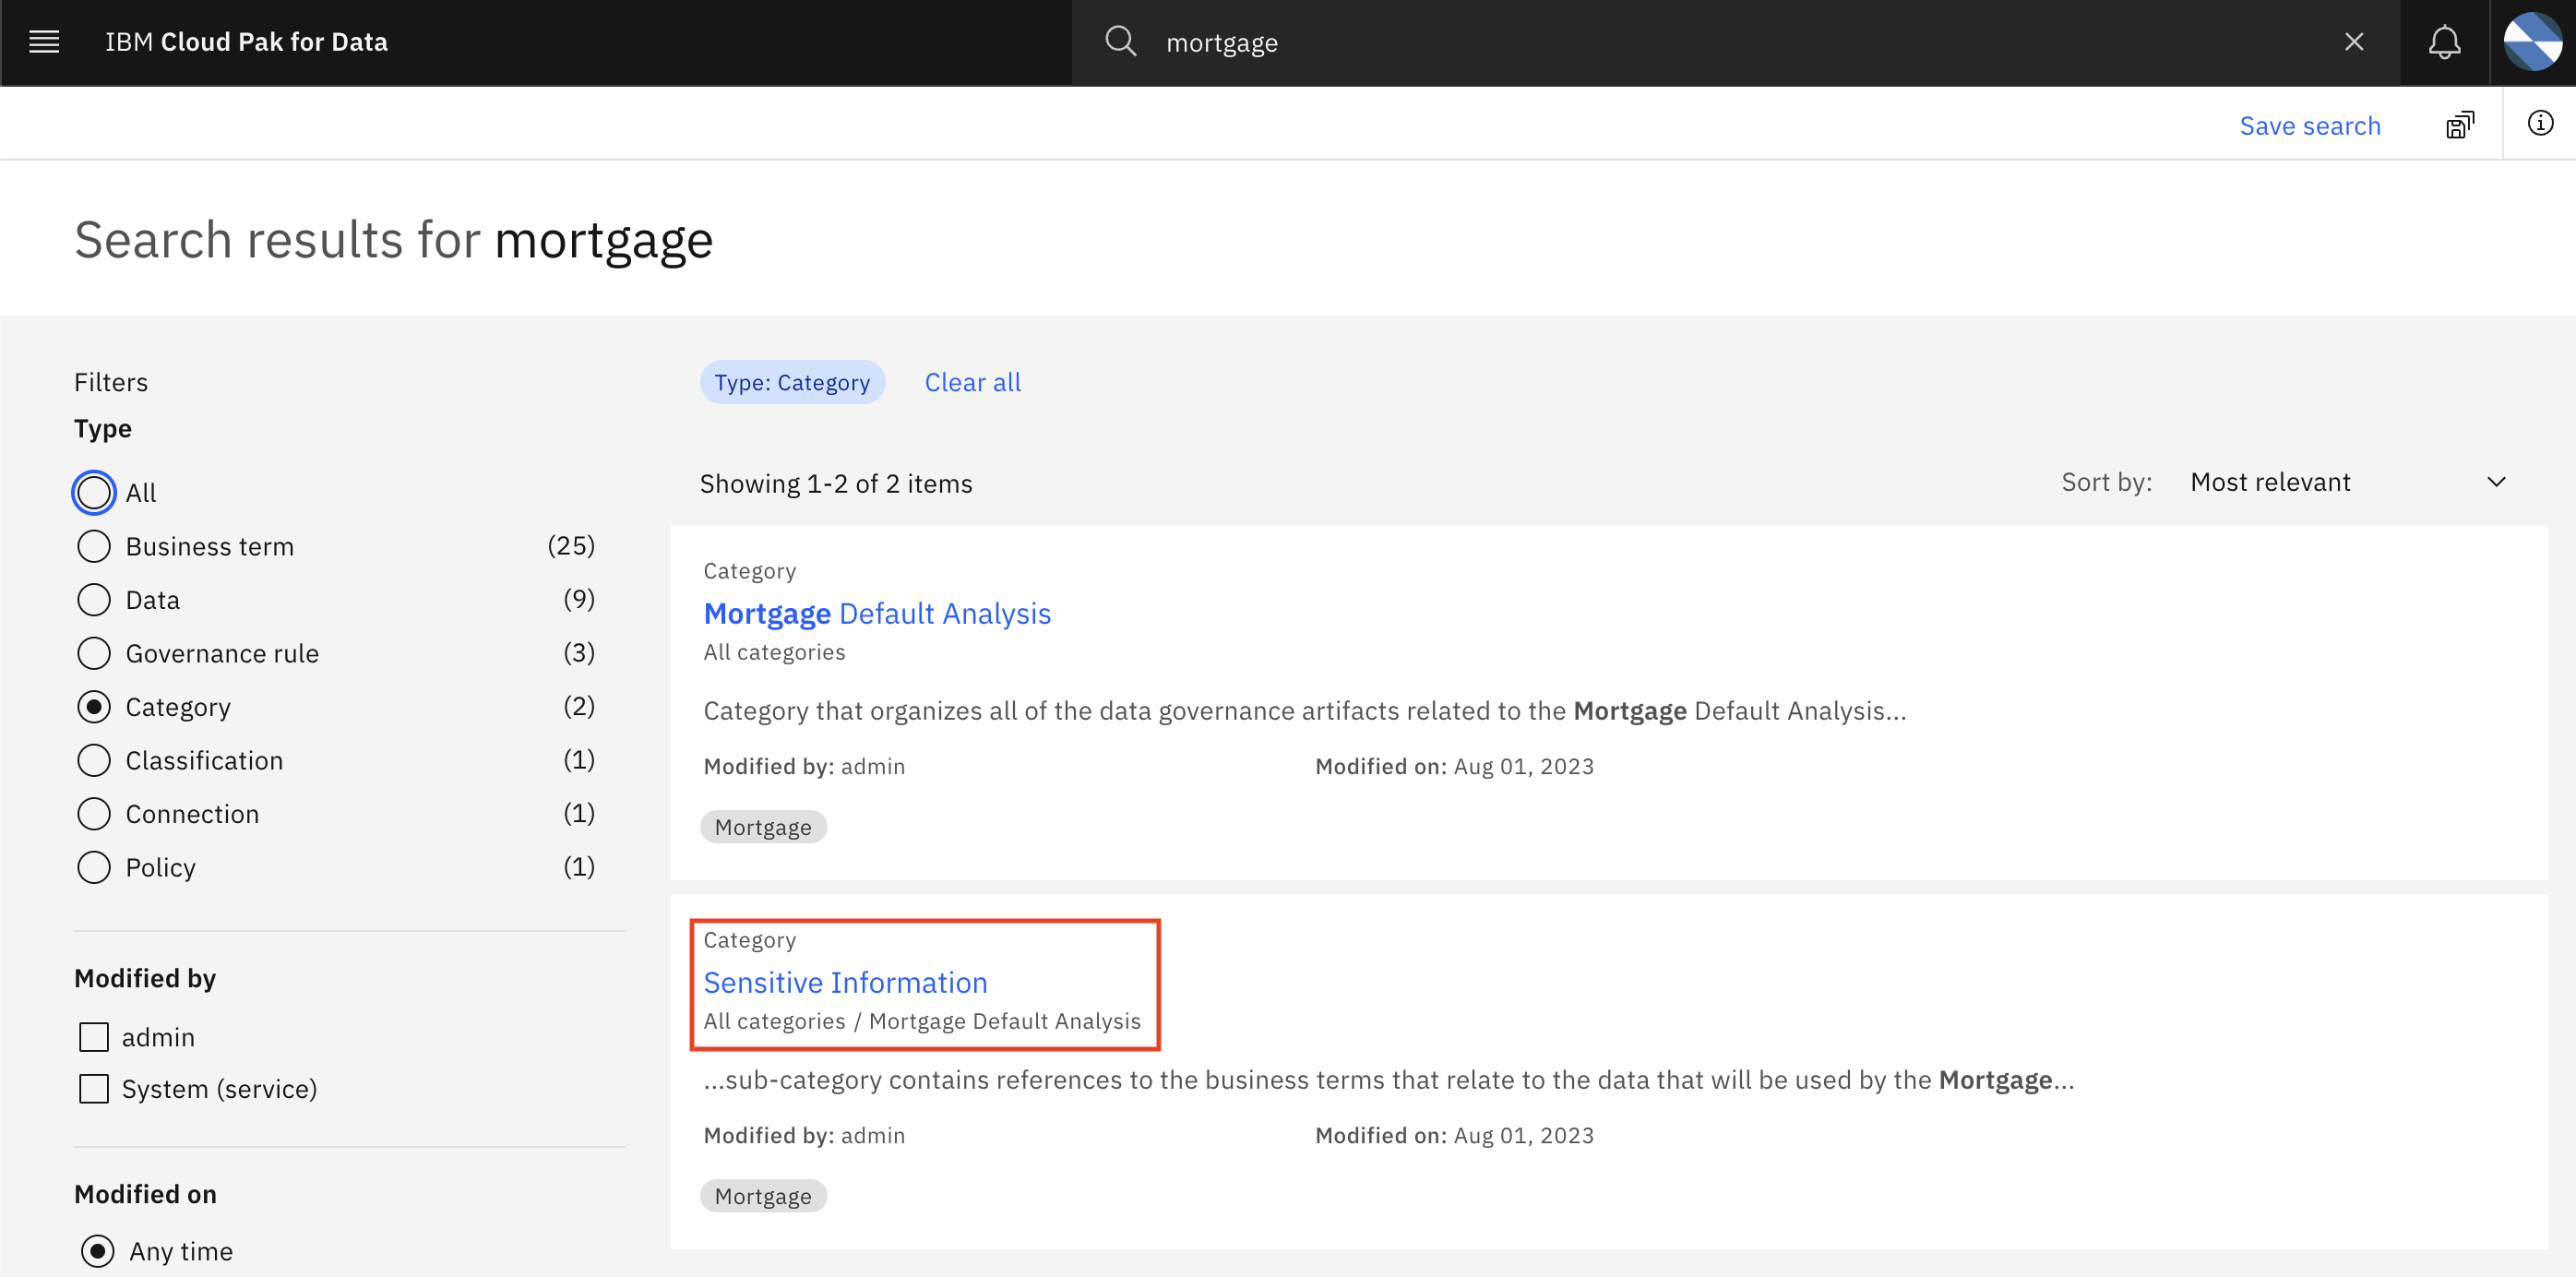 IBM Cloud Pak for Data
mortgage
Save search
Search results for mortgage
Filters
Type
All
Business term (25)
Data (9)
Governance rule (3)
Category (2)
Classification (1)
Connection (1)
Policy (1)
Modified by
admin
System (service)
Modified on
Any time
Type: Category Clear all
Showing 1-2 of 2 items
Sort by: Most relevant
Category
Mortgage Default Analysis
All categories
Category that organizes all of the data governance artifacts related to the Mortgage Default Analysis...
Modified by: admin Modified on: Aug 01, 2023
Mortgage
Category
Sensitive Information
All categories / Mortgage Default Analysis
...sub-category contains references to the business terms that relate to the data that will be used by the Mortgage...
Modified by: admin Modified on: Aug 01, 2023
Mortgage